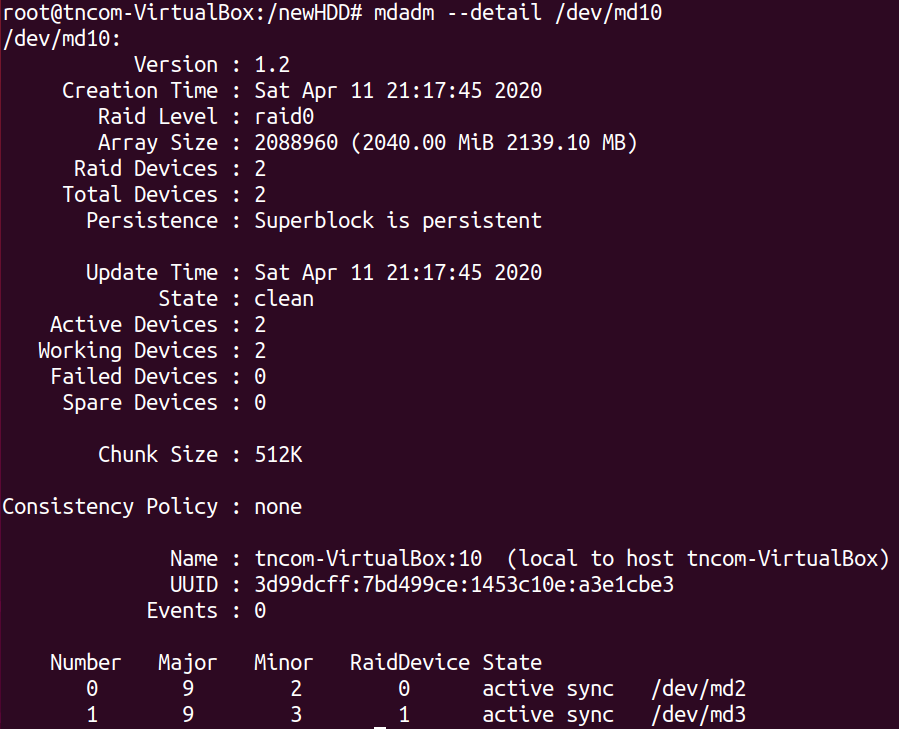 root@tncom-VirtualBox:/newHDD# mdadm --detail /dev/md10
/dev/md10:
Version : 1.2
Creation Time : Sat Apr 11 21:17:45 2020
Raid Level : raid0
Array Size : 2088960 (2040.00 MiB 2139.10 MB)
Raid Devices : 2
Total Devices : 2
Persistence : Superblock is persistent
Update Time : Sat Apr 11 21:17:45 2020
State : clean
Active Devices : 2
Working Devices : 2
Failed Devices : 0
Spare Devices : 0
Chunk Size : 512K
Consistency Policy : none
Name : tncom-VirtualBox:10 (local to host tncom-VirtualBox)
UUID : 3d99dcff:7bd499ce:1453c10e:a3e1cbe3
Events : 0
Number Major Minor RaidDevice State
0 9 2 0 active sync /dev/md2
1 9 3 1 active sync /dev/md3